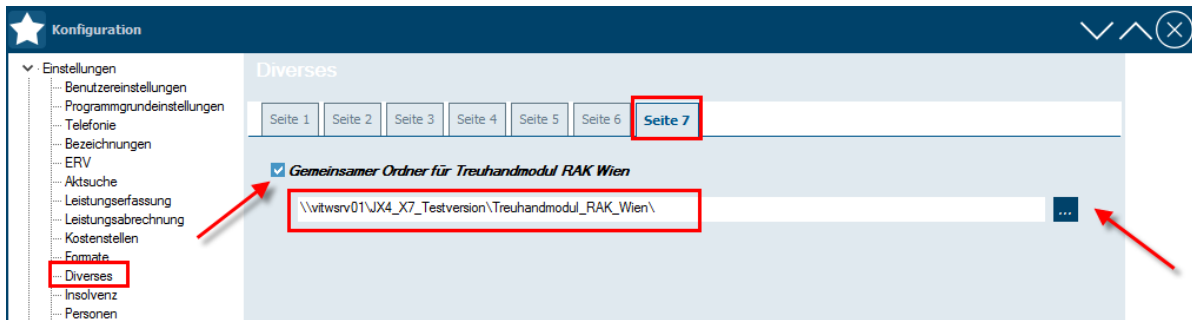 Konfiguration
Einstellungen
Benutzereinstellungen
Programmgrundeinstellungen
Telefonie
Bezeichnungen
ERV
Aktsuche
Leistungserfassung
Leistungsabrechnung
Kostenstellen
Formate
Diverses
Insolvenz
Personen
Diverses
Seite 1 Seite 2 Seite 3 Seite 4 Seite 5 Seite 6 Seite 7
Gemeinsamer Ordner für Treuhandmodul RAK Wien
\\vitwsrv01\JX4_X7_Testversion\Treuhandmodul_RAK_Wien\
...